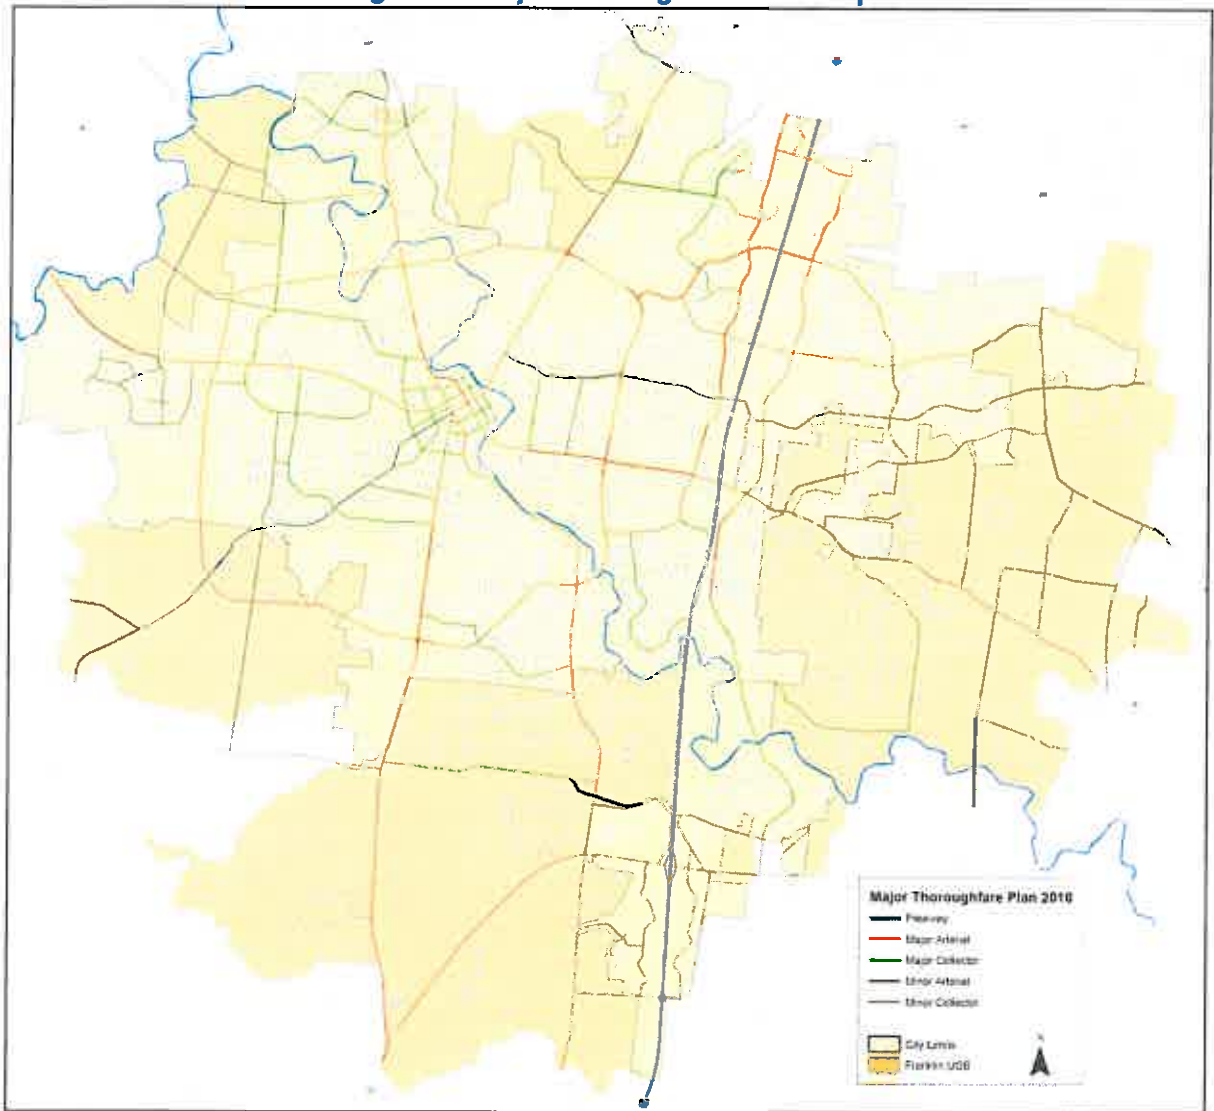 Major Thoroughfare Plan 2016
Freeway
Major Arterial
Major Collector
Minor Arterial
Minor Collector
City Limits
Franklin UGB